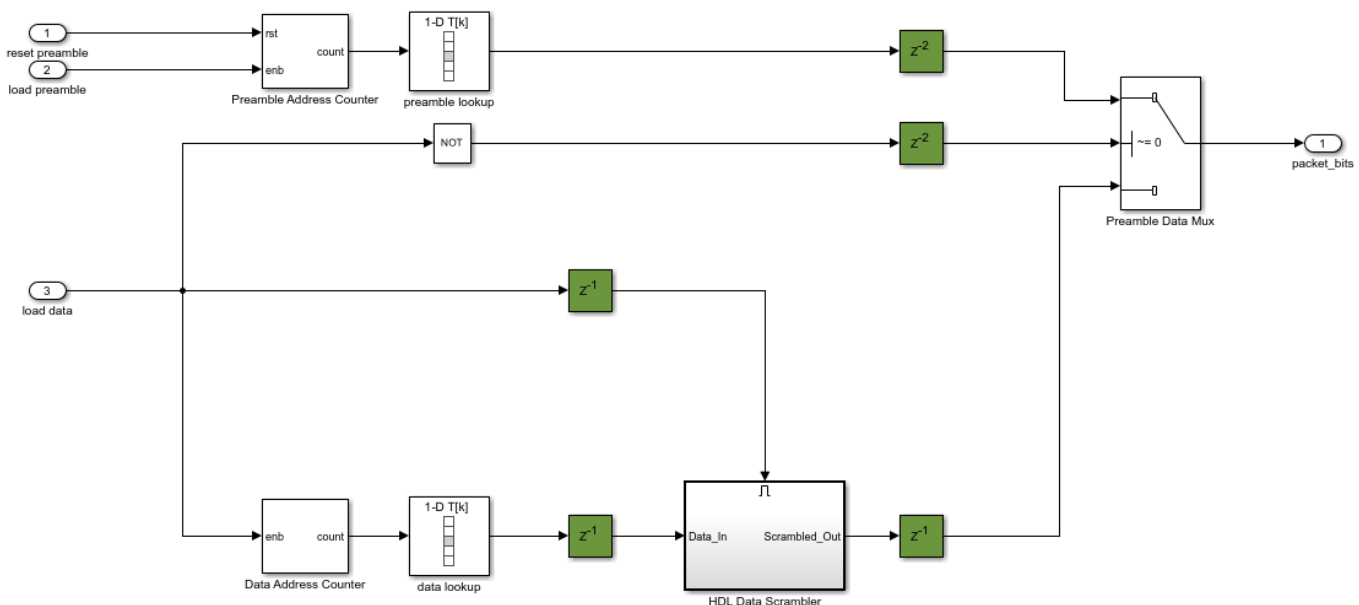 1
reset preamble
2
load preamble
rst
enb
count
Preamble Address Counter
1-D T[k]
preamble lookup
z-2
NOT
z-2
~= 0
Preamble Data Mux
1
packet_bits
3
load data
z-1
enb
count
Data Address Counter
1-D T[k]
data lookup
z-1
Data_In
Scrambled_Out
HDL Data Scrambler
z-1